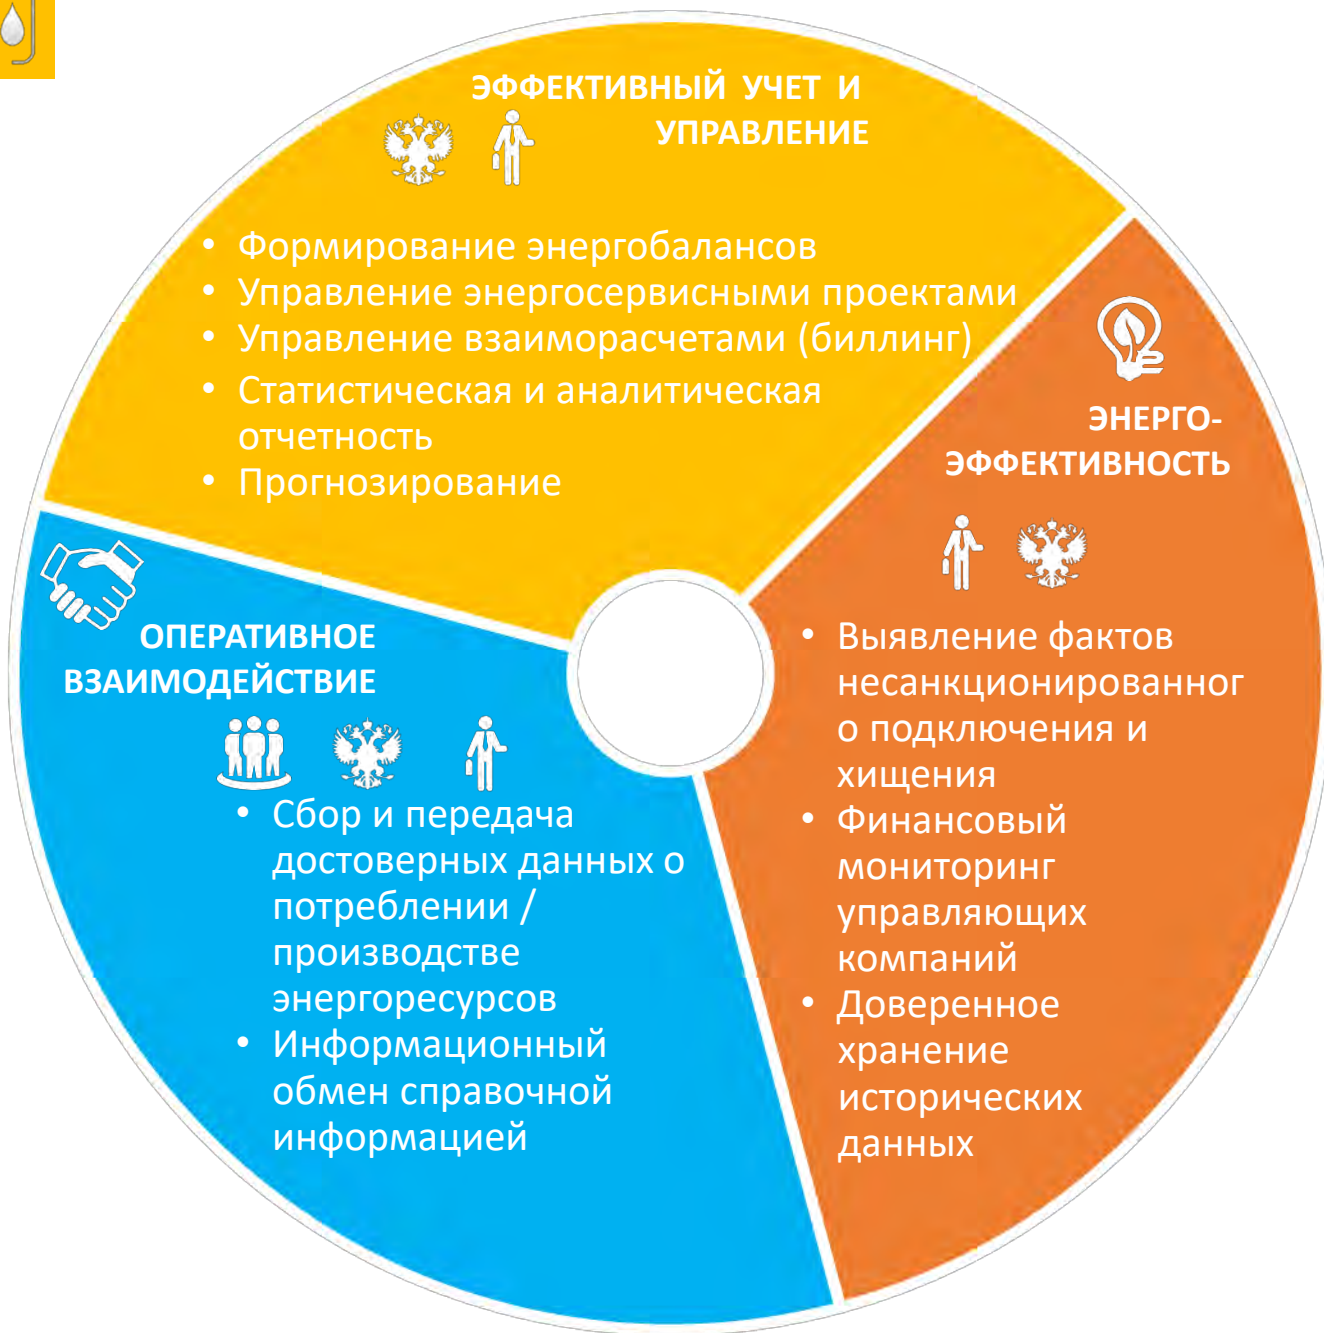 ЭФФЕКТИВНЫЙ УЧЕТ И
УПРАВЛЕНИЕ
• Формирование энергобалансов
• Управление энергосервисными проектами
• Управление взаиморасчетами (биллинг)
• Статистическая и аналитическая
отчетность
• Прогнозирование
ЭНЕРГО-
ЭФФЕКТИВНОСТЬ
• Выявление фактов
несанкционированног
о подключения и
хищения
• Финансовый
мониторинг
управляющих
компаний
• Доверенное
хранение
исторических
данных
ОПЕРАТИВНОЕ
ВЗАИМОДЕЙСТВИЕ
• Сбор и передача
достоверных данных о
потреблении /
производстве
энергоресурсов
• Информационный
обмен справочной
информацией